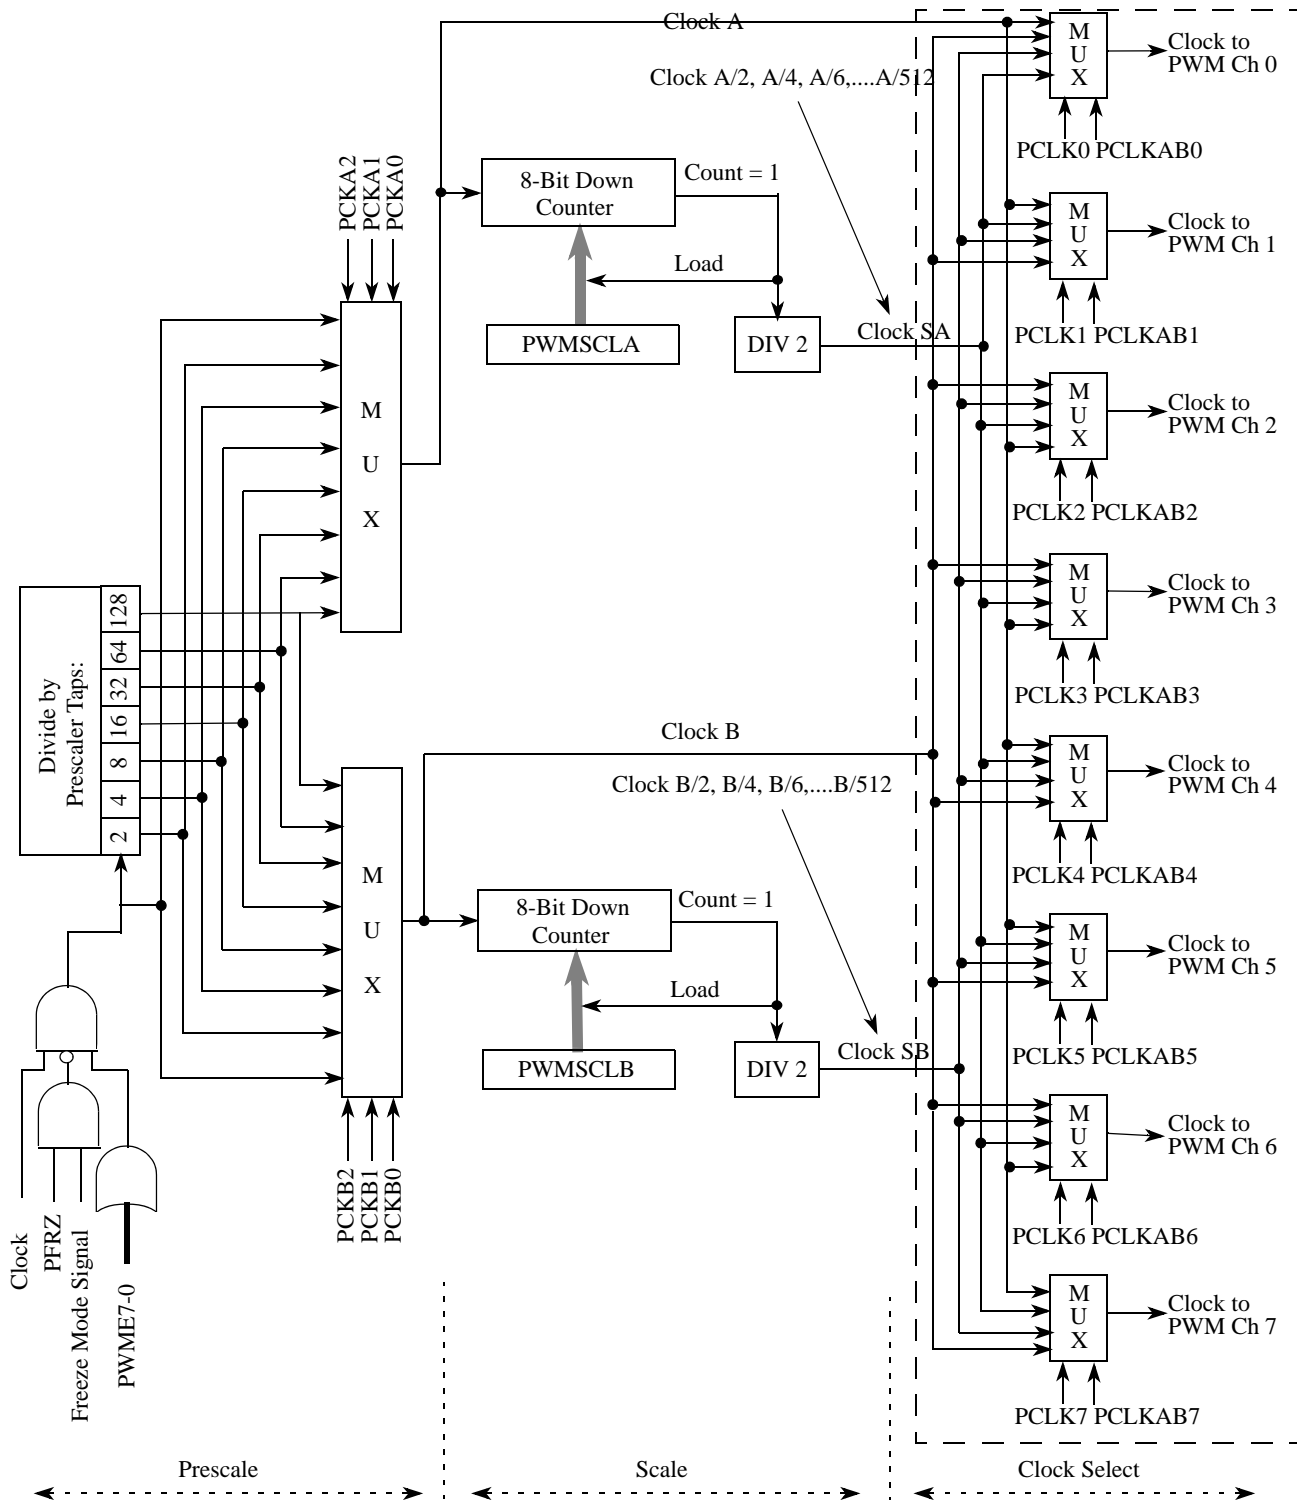 Clock A
Clock A/2, A/4, A/6,....A/512
PCKA2
PCKA1
PCKA0
8-Bit Down
Counter
Count = 1
Load
PWMSCLA
DIV 2
Clock SA
M
U
X
Divide by
Prescaler Taps:
128
64
32
16
8
4
2
Clock B
Clock B/2, B/4, B/6,....B/512
M
U
X
8-Bit Down
Counter
Count = 1
Load
PWMSCLB
DIV 2
Clock SB
PCKB2
PCKB1
PCKB0
Clock
PFRZ
Freeze Mode Signal
PWME7-0
M
U
X
Clock to
PWM Ch 0
PCLK0 PCLKAB0
M
U
X
Clock to
PWM Ch 1
PCLK1 PCLKAB1
M
U
X
Clock to
PWM Ch 2
PCLK2 PCLKAB2
M
U
X
Clock to
PWM Ch 3
PCLK3 PCLKAB3
M
U
X
Clock to
PWM Ch 4
PCLK4 PCLKAB4
M
U
X
Clock to
PWM Ch 5
PCLK5 PCLKAB5
M
U
X
Clock to
PWM Ch 6
PCLK6 PCLKAB6
M
U
X
Clock to
PWM Ch 7
PCLK7 PCLKAB7
Prescale
Scale
Clock Select